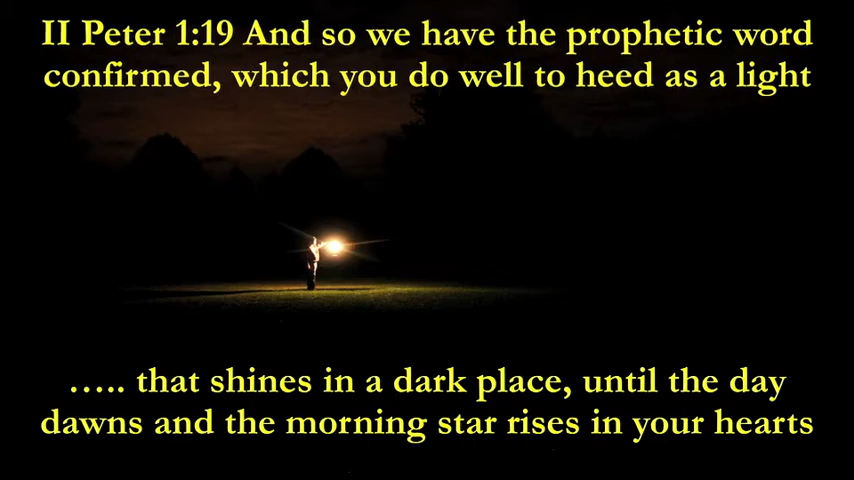 II Peter 1:19 And so we have the prophetic word
confirmed, which you do well to heed as a light
….. that shines in a dark place, until the day
dawns and the morning star rises in your hearts